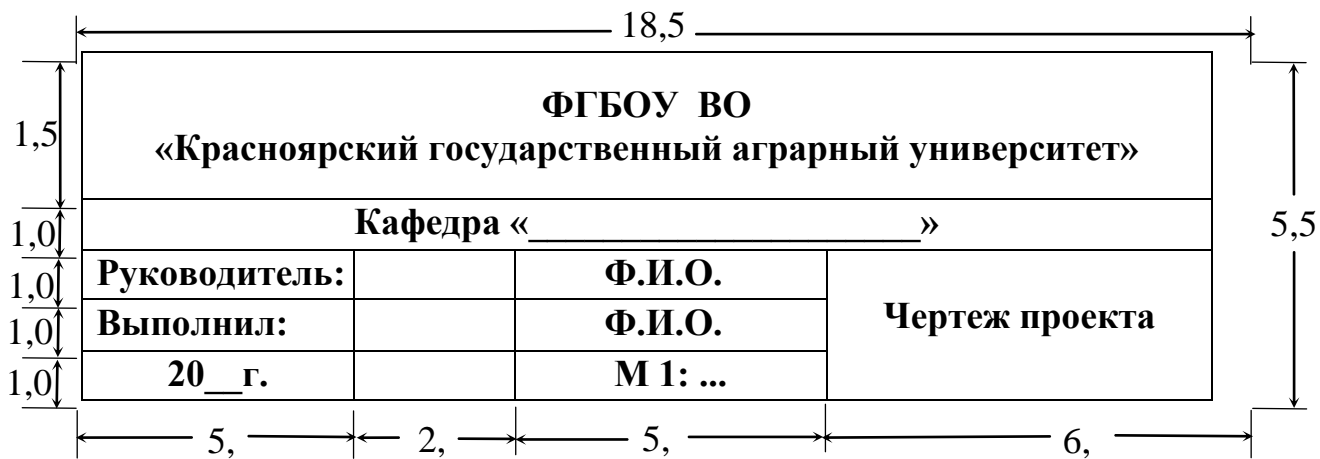 18,5
ФГБОУ ВО
1,5
«Красноярский государственный аграрный университет»
1,0
Кафедра «____________________»
5,5
1,0
Руководитель:
Ф.И.О.
Чертеж проекта
1,0
Выполнил:
Ф.И.О.
1,0
20__г.
М 1: ...
5,
2,
5,
6,